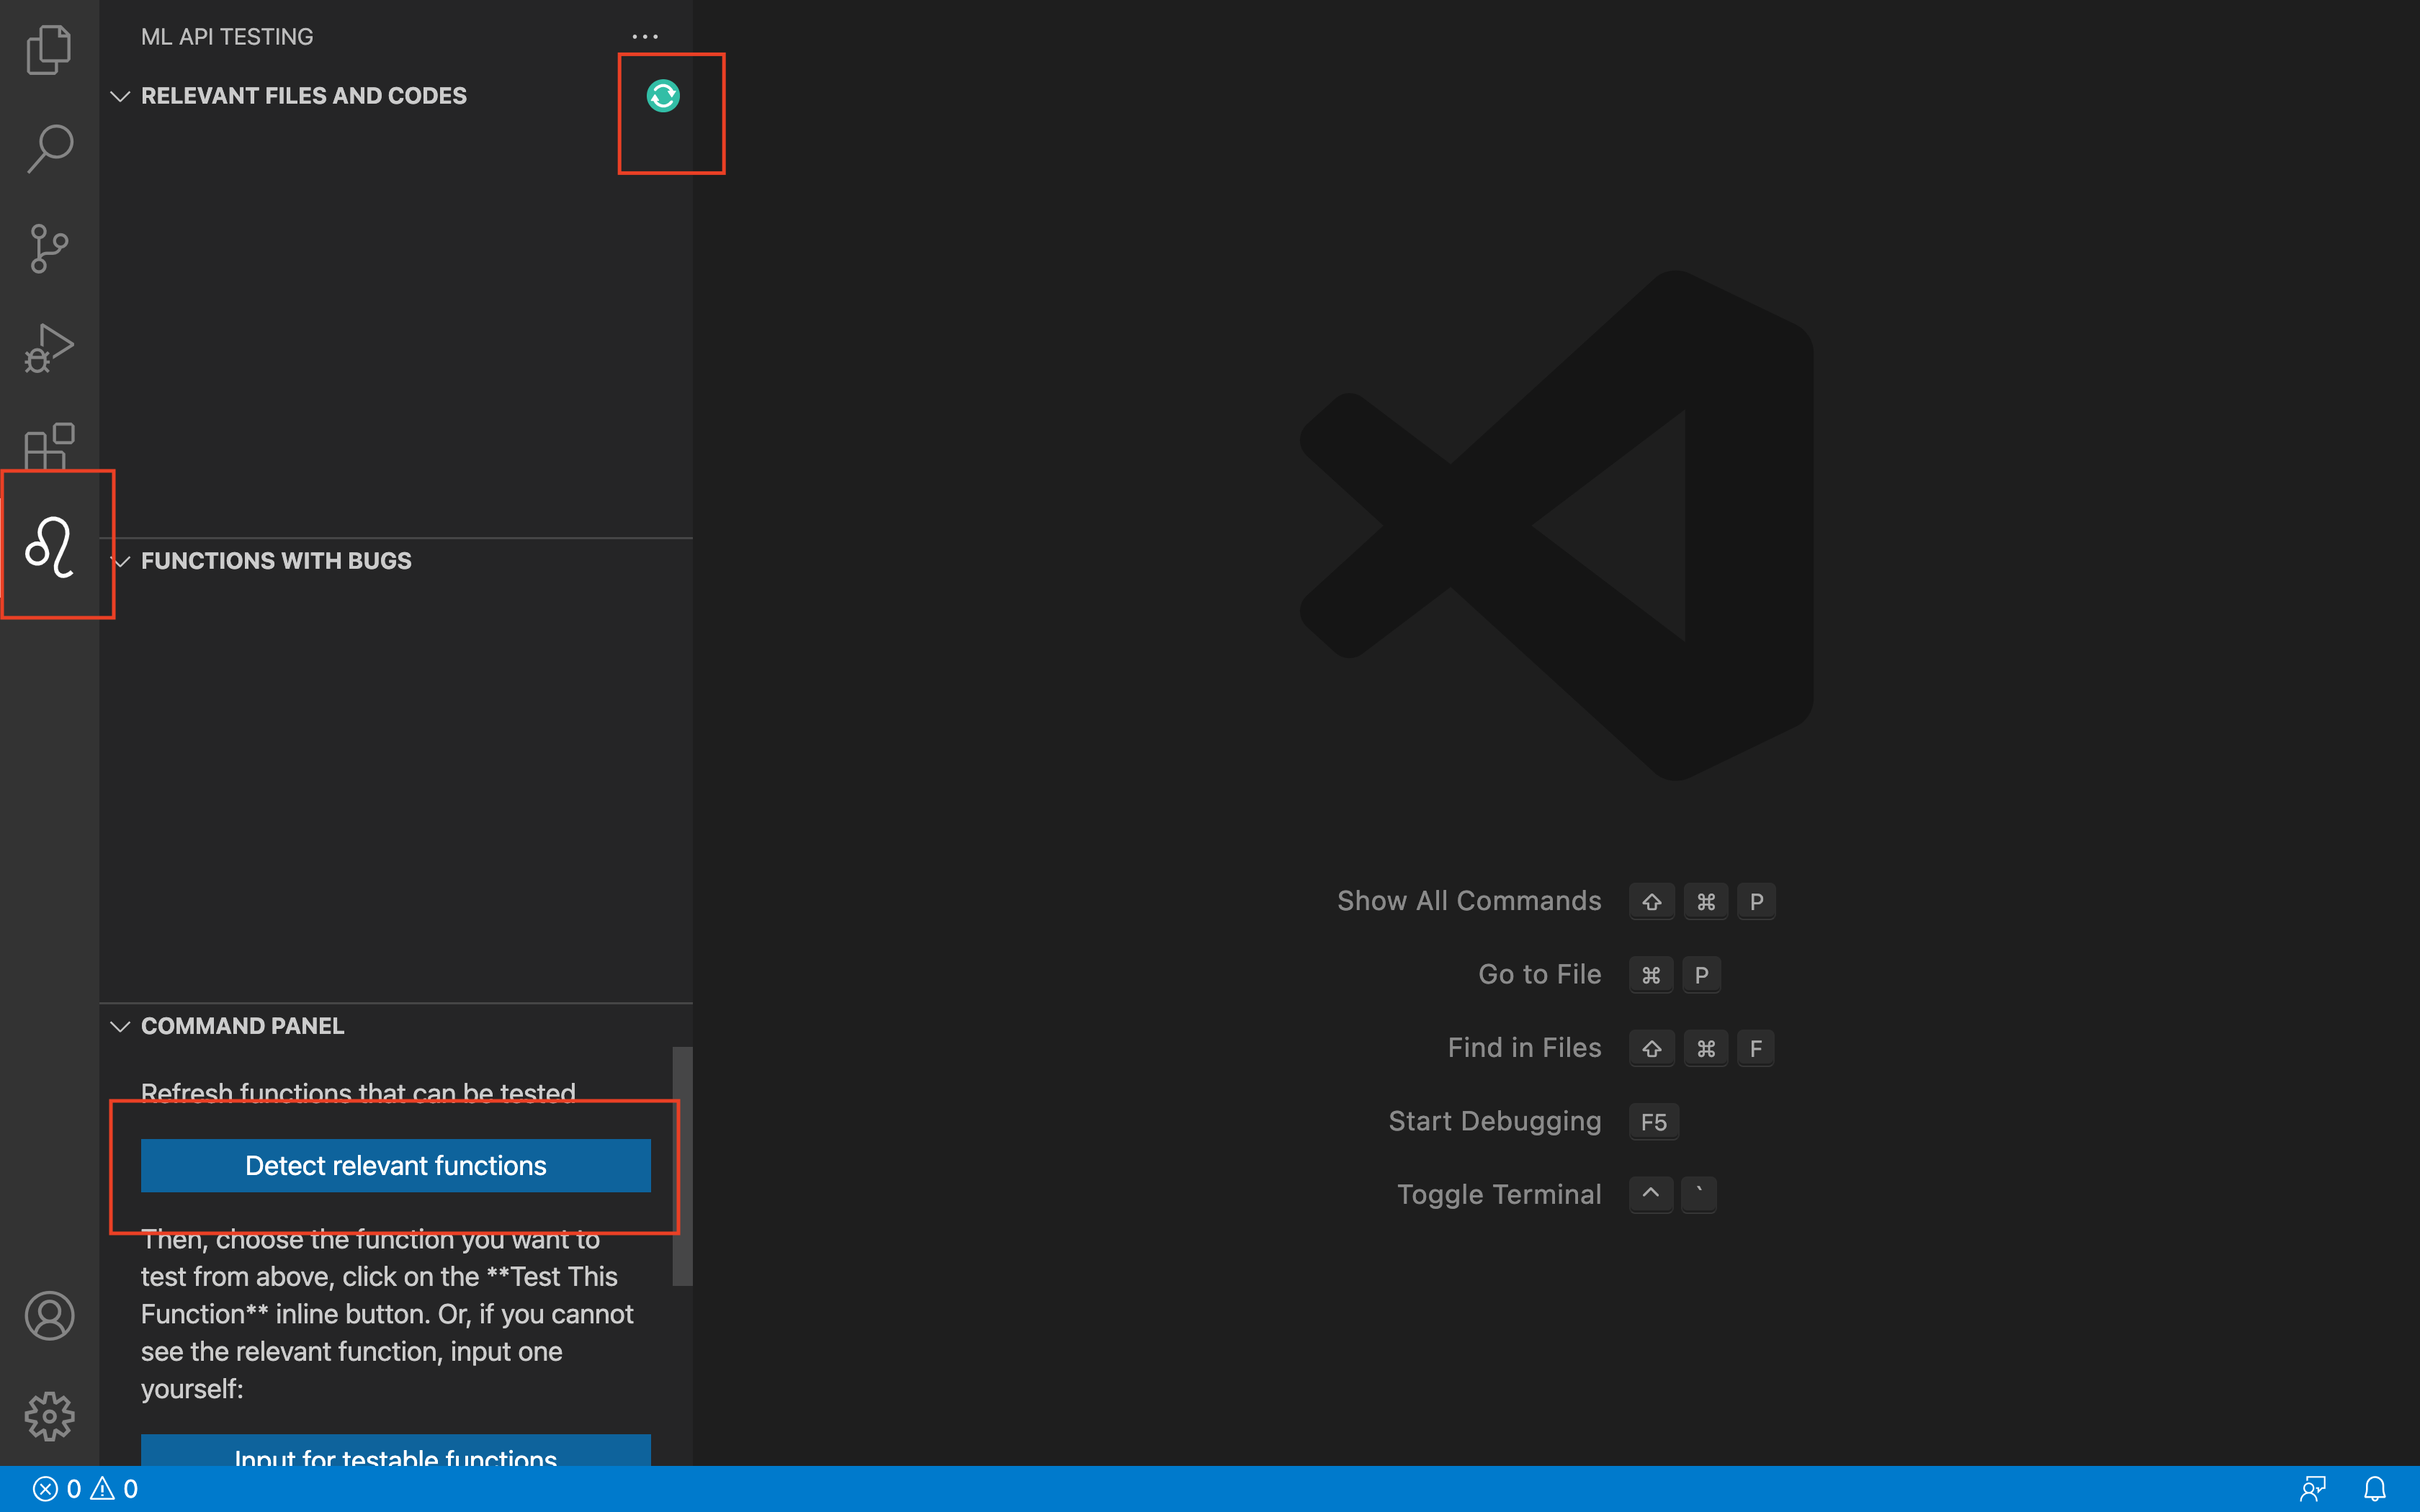 ML API TESTING
RELEVANT FILES AND CODES
FUNCTIONS WITH BUGS
COMMAND PANEL
Refresh functions that can be tested
Detect relevant functions
Then, choose the function you want to
test from above, click on the **Test This
Function** inline button. Or, if you cannot
see the relevant function, input one
yourself:
Input for testable functions
Show All Commands ⇧ ⌘ P
Go to File ⌘ P
Find in Files ⇧ ⌘ F
Start Debugging F5
Toggle Terminal ^ `
0 0